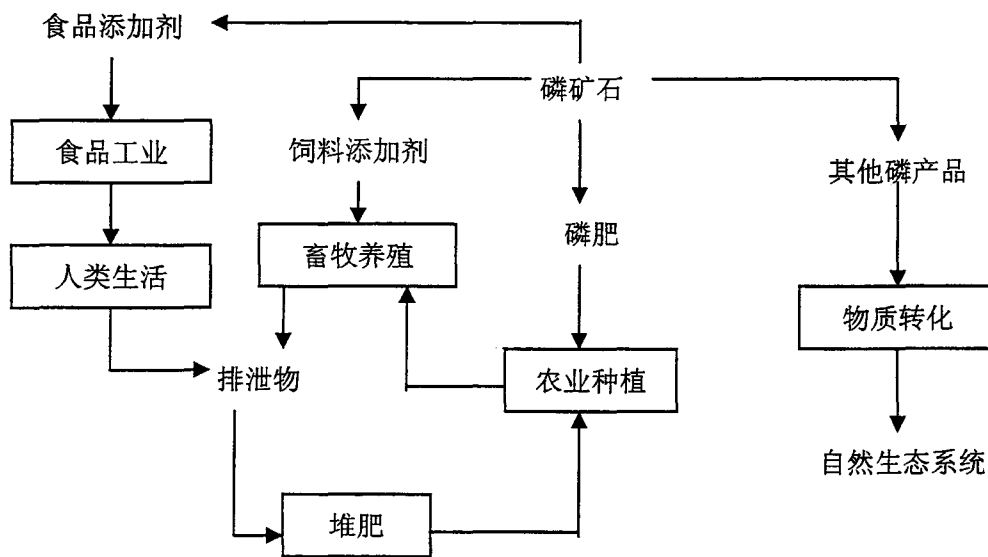 食品添加剂
磷矿石
食品工业
饲料添加剂
其他磷产品
磷肥
畜牧养殖
人类生活
物质转化
排泄物
农业种植
自然生态系统
堆肥